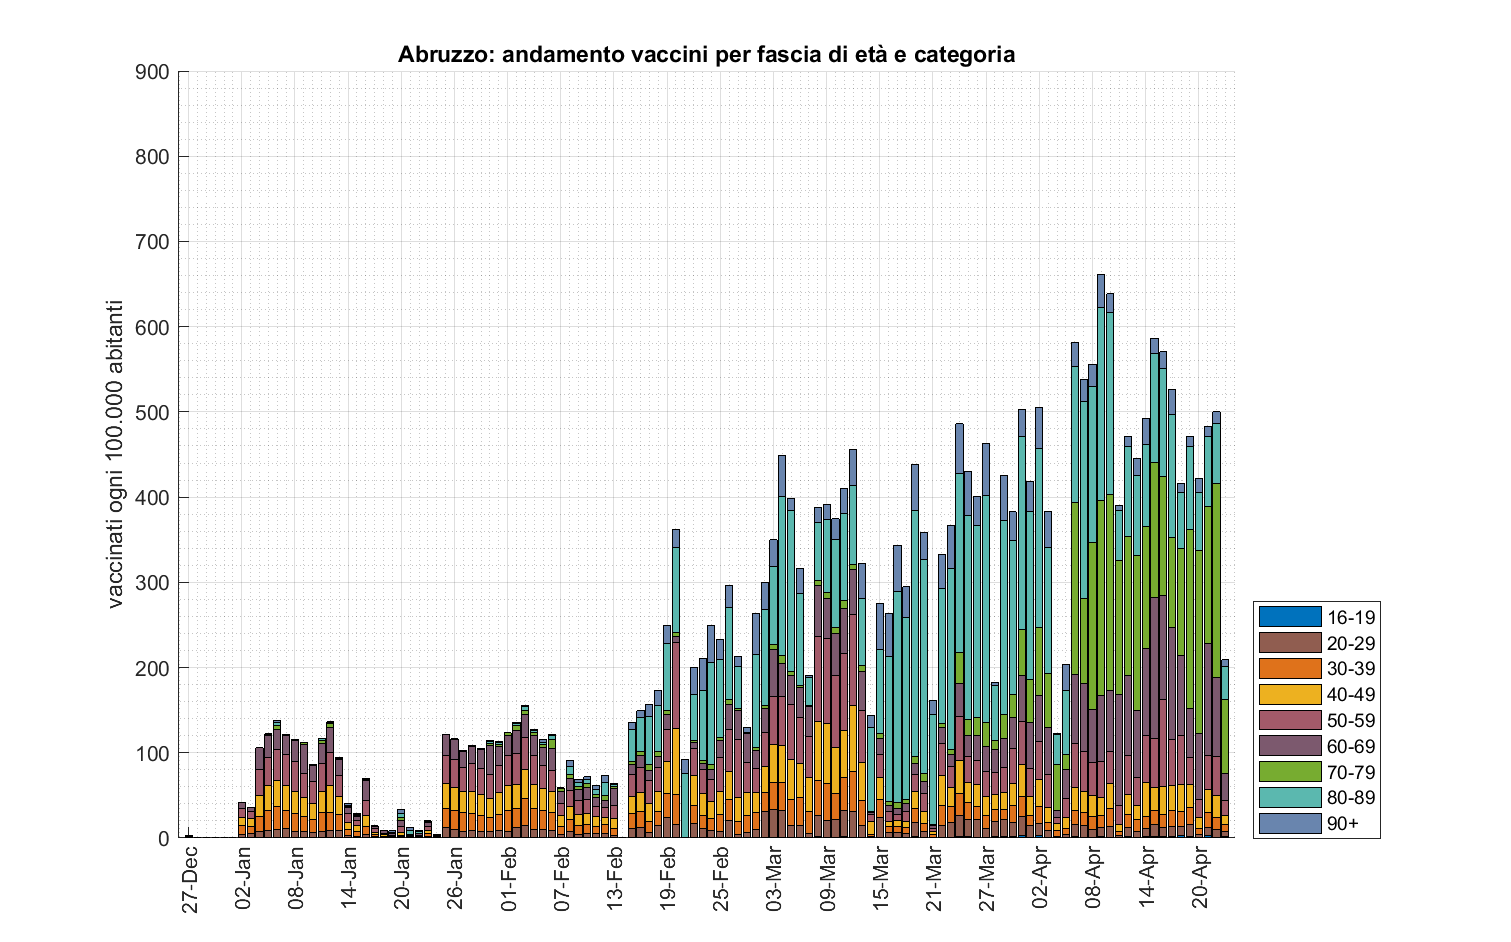 Abruzzo: andamento vaccini per fascia di età e categoria
vaccinati ogni 100.000 abitanti
900
800
700
600
500
400
300
200
100
0
27-Dec
02-Jan
08-Jan
14-Jan
20-Jan
26-Jan
01-Feb
07-Feb
13-Feb
19-Feb
25-Feb
03-Mar
09-Mar
15-Mar
21-Mar
27-Mar
02-Apr
08-Apr
14-Apr
20-Apr
16-19
20-29
30-39
40-49
50-59
60-69
70-79
80-89
90+